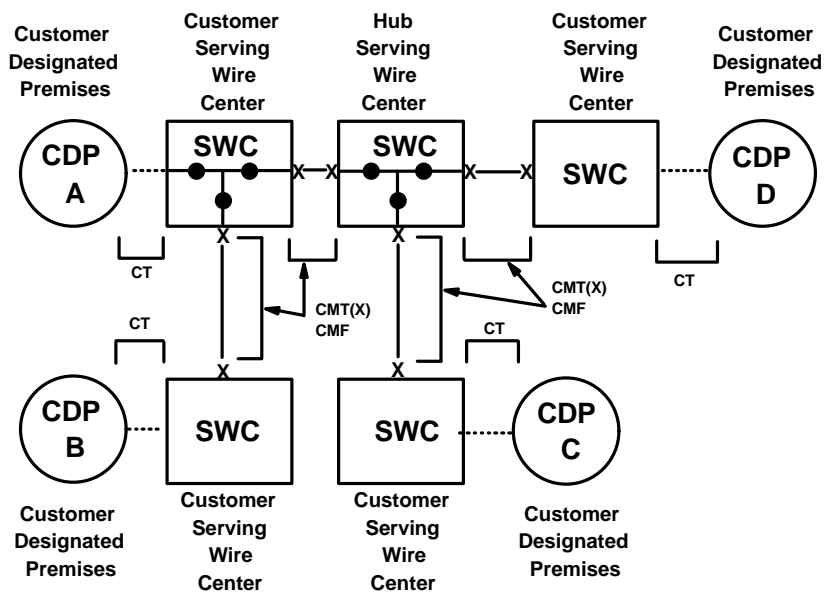 Customer
Designated
Premises
Customer
Serving
Wire
Center
Hub
Serving
Wire
Center
Customer
Serving
Wire
Center
Customer
Designated
Premises
CDP
A
SWC
X
X
SWC
X
X
SWC
CDP
D
CT
X
X
CMT(X)
CMF
CMT(X)
CMF
CT
CT
CT
X
X
CDP
B
SWC
SWC
CDP
C
Customer
Designated
Premises
Customer
Serving
Wire
Center
Customer
Serving
Wire
Center
Customer
Designated
Premises